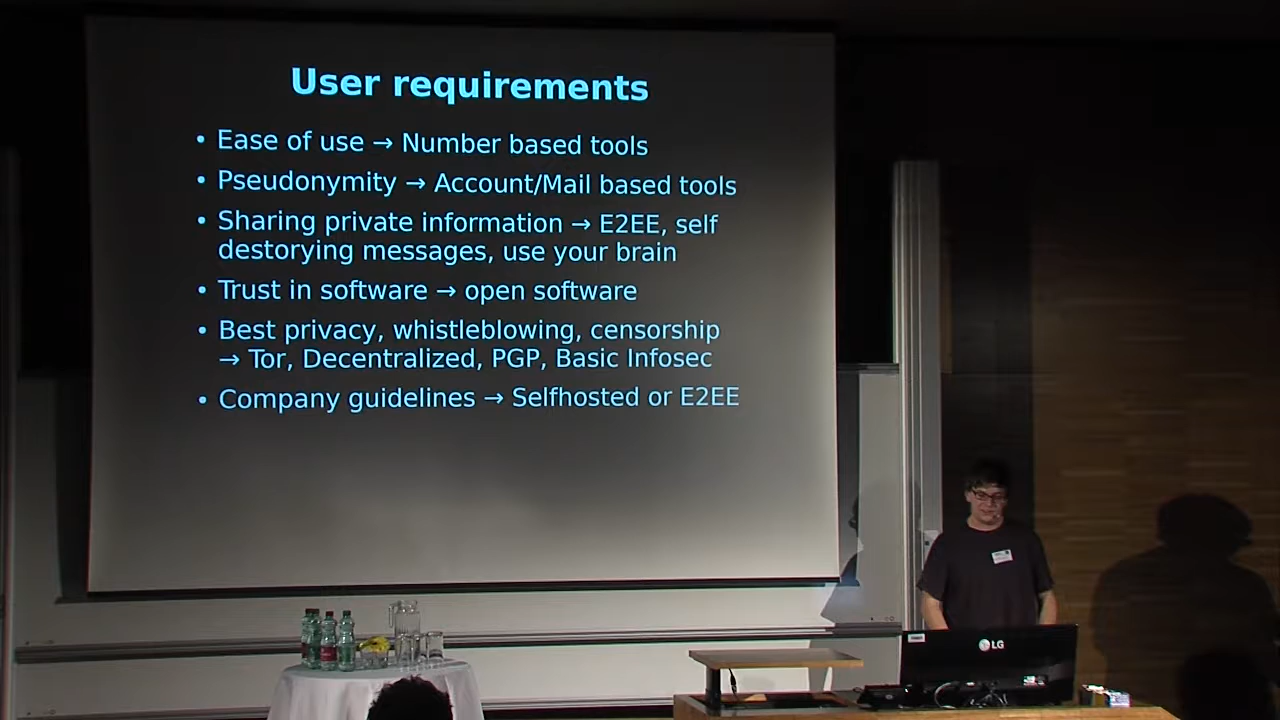 User requirements
• Ease of use → Number based tools
• Pseudonymity → Account/Mail based tools
• Sharing private information → E2EE, self
destorying messages, use your brain
• Trust in software → open software
• Best privacy, whistleblowing, censorship
→ Tor, Decentralized, PGP, Basic Infosec
• Company guidelines → Selfhosted or E2EE
LG